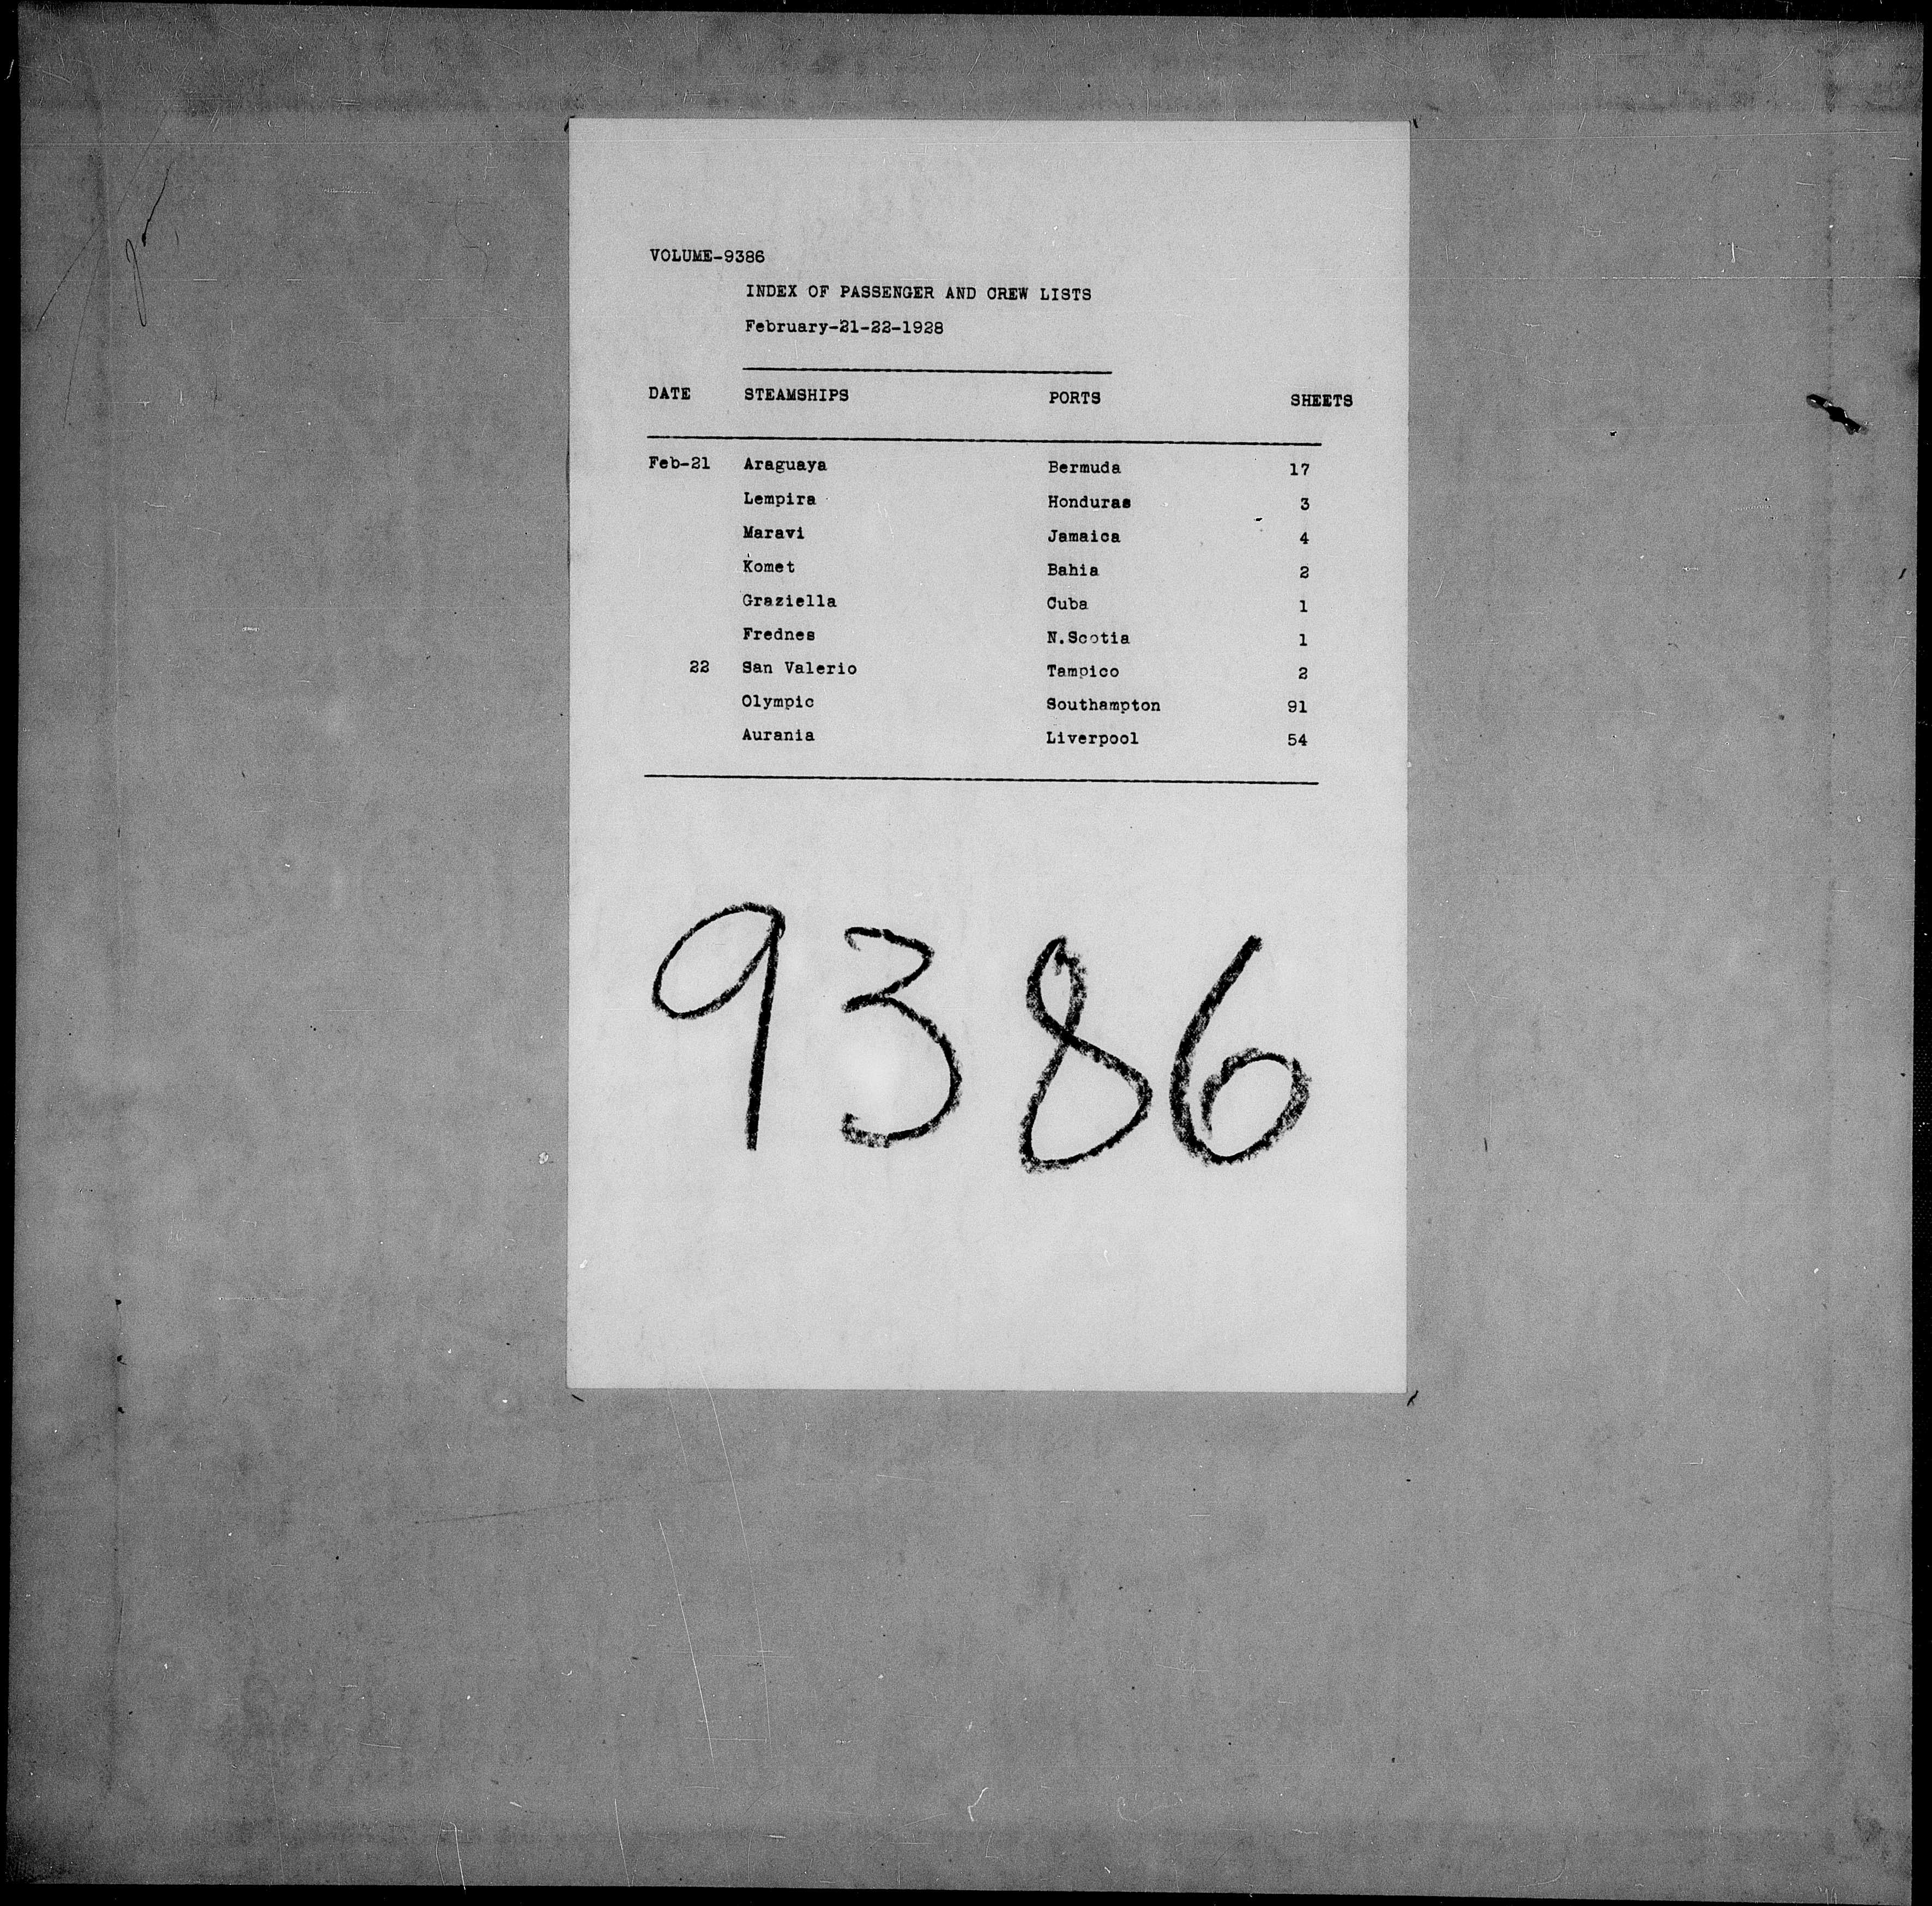 VOLUME-9386
INDEX OF PASSENGER AND CREW LISTS
February-21-22-1928
DATE STEAMSHIPS PORTS SHEETS
Feb-21 Araguaya Bermuda 17
Lempira Honduras 3
Maravi Jamaica 4
Komet Bahia 2
Graziella Cuba 1
Frednes N.Scotia 1
22 San Valerio Tampico 2
Olympic Southampton 91
Aurania Liverpool 54
9386